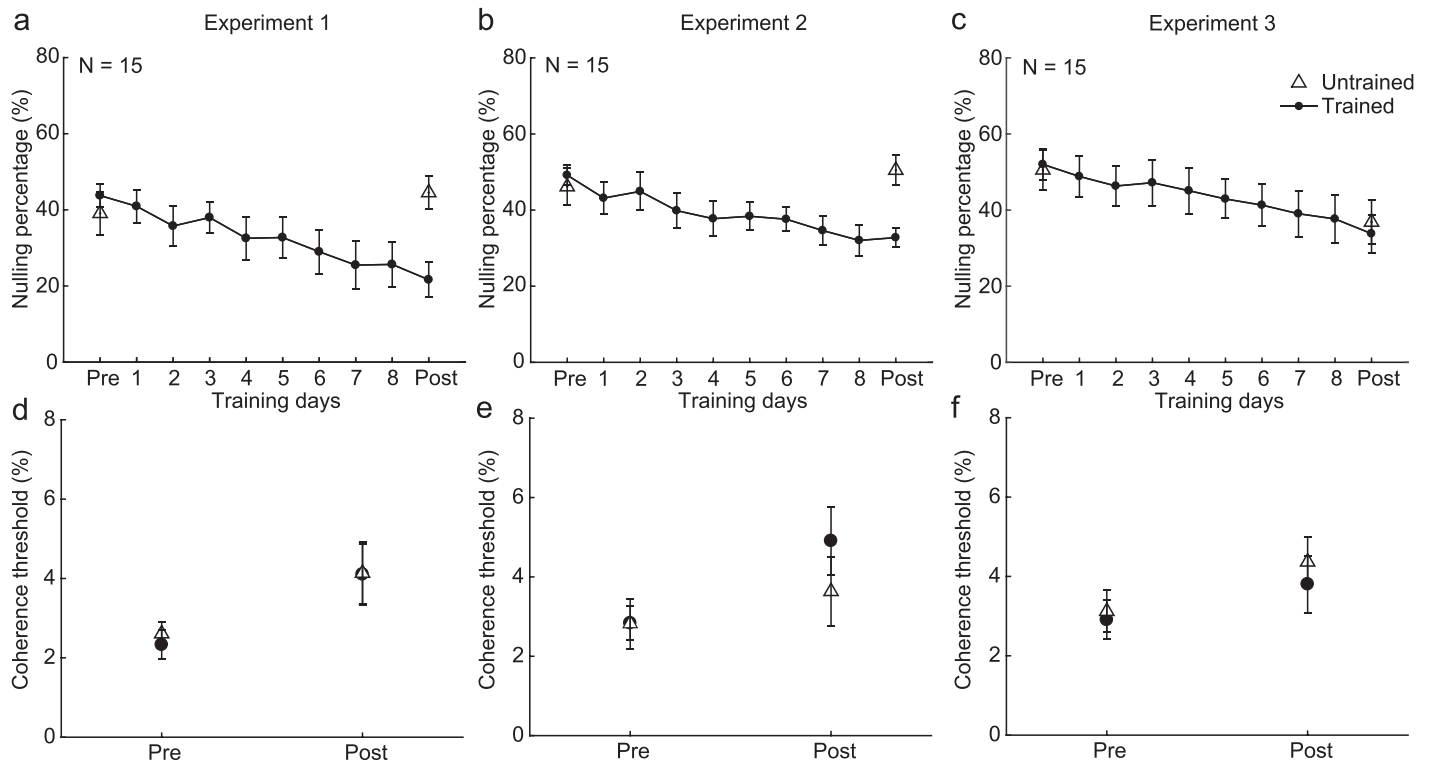 a Experiment 1
b Experiment 2
c Experiment 3
Nulling percentage (%)
80
60
40
20
0
N = 15
Pre 1 2 3 4 5 6 7 8 Post
Training days
Nulling percentage (%)
80
60
40
20
0
N = 15
Pre 1 2 3 4 5 6 7 8 Post
Training days
Nulling percentage (%)
80
60
40
20
0
N = 15
Untrained
Trained
Pre 1 2 3 4 5 6 7 8 Post
Training days
d
Coherence threshold (%)
8
6
4
2
0
Pre Post
e
Coherence threshold (%)
8
6
4
2
0
Pre Post
f
Coherence threshold (%)
8
6
4
2
0
Pre Post